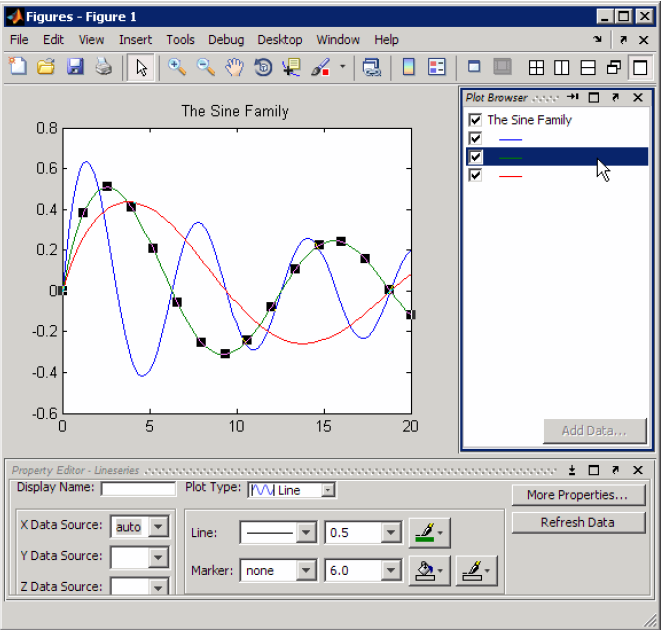 Figures - Figure 1
File Edit View Insert Tools Debug Desktop Window Help
Plot Browser
The Sine Family
The Sine Family
0.8
0.6
0.4
0.2
0
-0.2
-0.4
-0.6
0 5 10 15 20
Add Data...
Property Editor - Lineseries
Display Name: Plot Type: Line
More Properties...
X Data Source: auto
Line: 0.5
Refresh Data
Y Data Source:
Marker: none 6.0
Z Data Source: